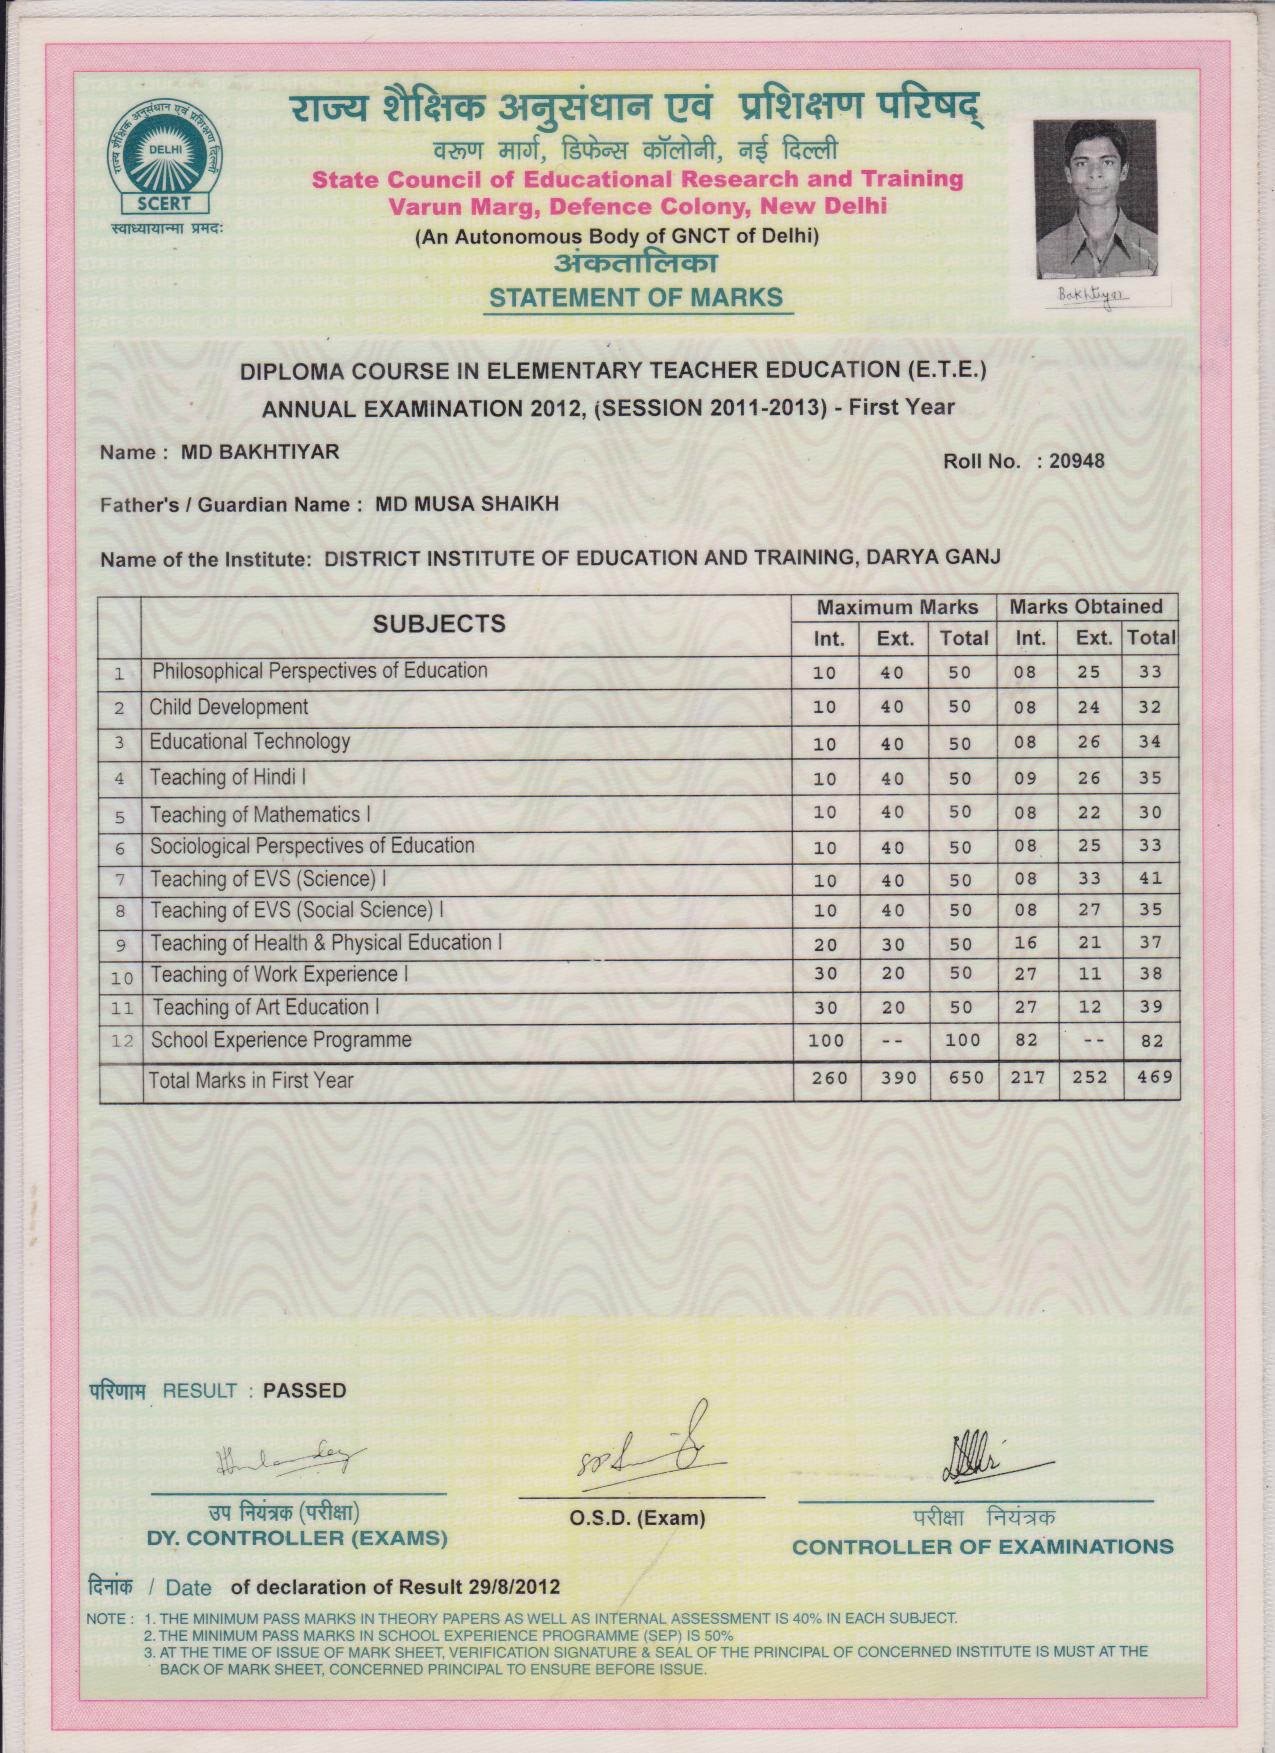 राज्य शैक्षिक अनुसंधान एवं प्रशिक्षण परिषद्
वरूण मार्ग, डिफेन्स कॉलोनी, नई दिल्ली
State Council of Educational Research and Training
Varun Marg, Defence Colony, New Delhi
(An Autonomous Body of GNCT of Delhi)
अंकतालिका
STATEMENT OF MARKS
राज्य शैक्षिक अनुसंधान एवं प्रशिक्षण परिषद् दिल्ली
DELHI
SCERT
स्वाध्यायान्मा प्रमदः
Bakhtiyar
DIPLOMA COURSE IN ELEMENTARY TEACHER EDUCATION (E.T.E.)
ANNUAL EXAMINATION 2012, (SESSION 2011-2013) - First Year
Name : MD BAKHTIYAR
Roll No. : 20948
Father's / Guardian Name : MD MUSA SHAIKH
Name of the Institute: DISTRICT INSTITUTE OF EDUCATION AND TRAINING, DARYA GANJ
SUBJECTS Maximum Marks Marks Obtained
Int. Ext. Total Int. Ext. Total
1 Philosophical Perspectives of Education 10 40 50 08 25 33
2 Child Development 10 40 50 08 24 32
3 Educational Technology 10 40 50 08 26 34
4 Teaching of Hindi I 10 40 50 09 26 35
5 Teaching of Mathematics I 10 40 50 08 22 30
6 Sociological Perspectives of Education 10 40 50 08 25 33
7 Teaching of EVS (Science) I 10 40 50 08 33 41
8 Teaching of EVS (Social Science) I 10 40 50 08 27 35
9 Teaching of Health & Physical Education I 20 30 50 16 21 37
10 Teaching of Work Experience I 30 20 50 27 11 38
11 Teaching of Art Education I 30 20 50 27 12 39
12 School Experience Programme 100 -- 100 82 -- 82
Total Marks in First Year 260 390 650 217 252 469
परिणाम RESULT : PASSED
उप नियंत्रक (परीक्षा)
DY. CONTROLLER (EXAMS)
O.S.D. (Exam)
परीक्षा नियंत्रक
CONTROLLER OF EXAMINATIONS
दिनांक / Date of declaration of Result 29/8/2012
NOTE : 1. THE MINIMUM PASS MARKS IN THEORY PAPERS AS WELL AS INTERNAL ASSESSMENT IS 40% IN EACH SUBJECT.
2. THE MINIMUM PASS MARKS IN SCHOOL EXPERIENCE PROGRAMME (SEP) IS 50%
3. AT THE TIME OF ISSUE OF MARK SHEET, VERIFICATION SIGNATURE & SEAL OF THE PRINCIPAL OF CONCERNED INSTITUTE IS MUST AT THE
BACK OF MARK SHEET, CONCERNED PRINCIPAL TO ENSURE BEFORE ISSUE.